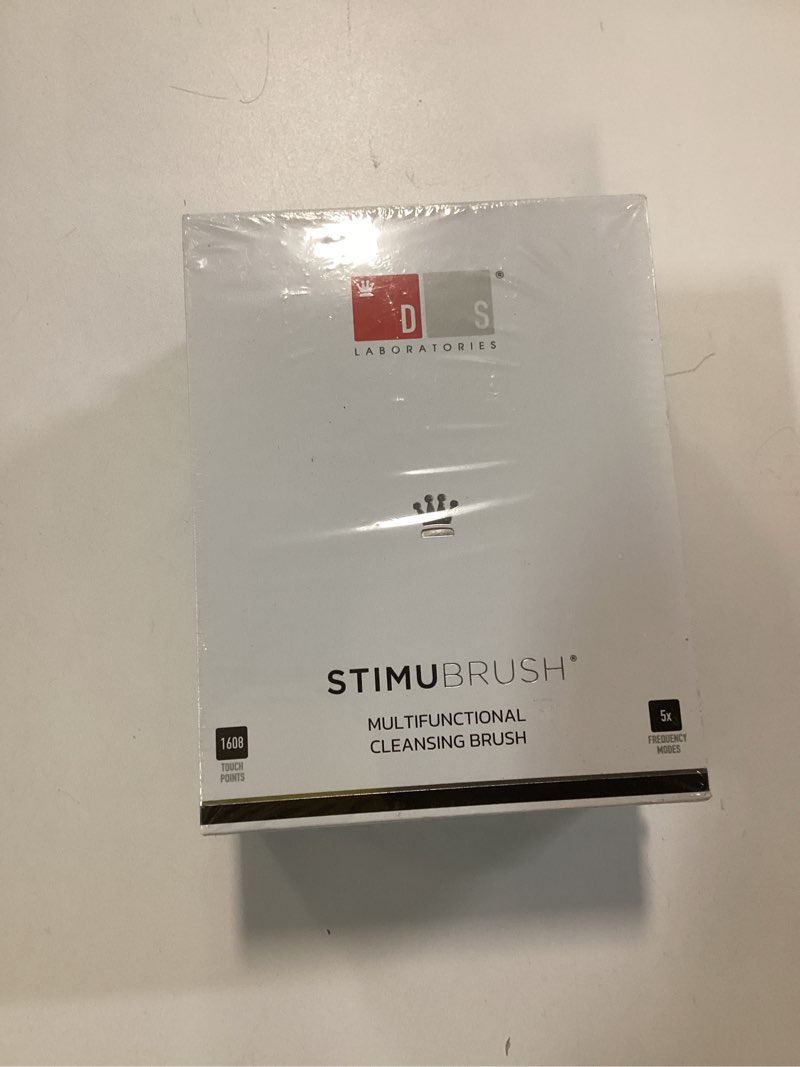 D S ®
LABORATORIES
STIMUBRUSH®
MULTIFUNCTIONAL
CLEANSING BRUSH
1608
TOUCH
POINTS
5x
FREQUENCY
MODES